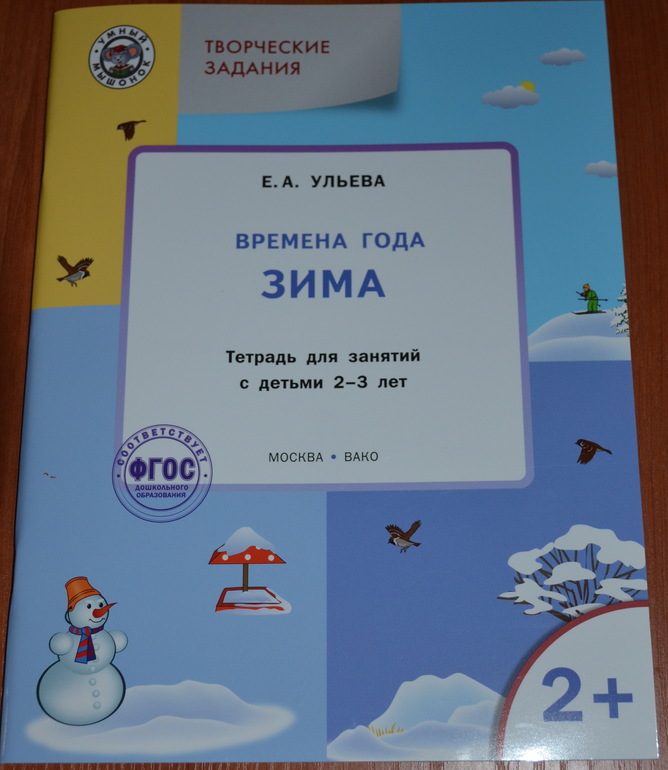 УМНЫЙ
МЫШОНОК
ТВОРЧЕСКИЕ
ЗАДАНИЯ
Е. А. УЛЬЕВА
ВРЕМЕНА ГОДА
ЗИМА
Тетрадь для занятий
с детьми 2–3 лет
МОСКВА • ВАКО
СООТВЕТСТВУЕТ
ФГОС
ДОШКОЛЬНОГО
ОБРАЗОВАНИЯ
2+